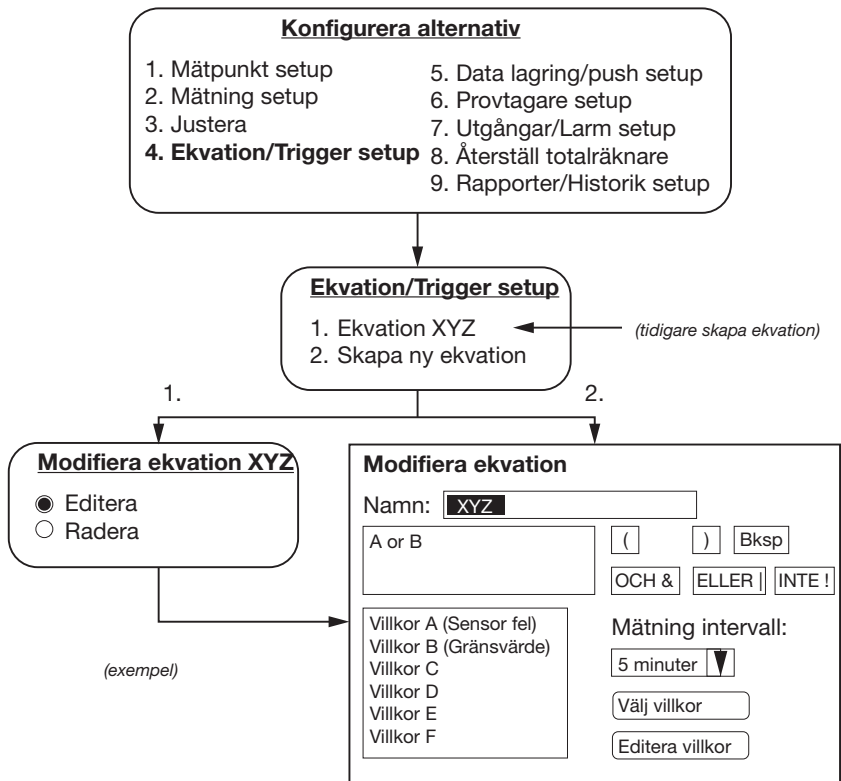 Konfigurera alternativ
1. Mätpunkt setup
2. Mätning setup
3. Justera
4. Ekvation/Trigger setup
5. Data lagring/push setup
6. Provtagare setup
7. Utgångar/Larm setup
8. Återställ totalräknare
9. Rapporter/Historik setup
Ekvation/Trigger setup
1. Ekvation XYZ
2. Skapa ny ekvation
(tidigare skapa ekvation)
1.
2.
Modifiera ekvation XYZ
Editera
Radera
(exempel)
Modifiera ekvation
Namn: XYZ
A or B
( ) Bksp
OCH & ELLER | INTE !
Villkor A (Sensor fel)
Villkor B (Gränsvärde)
Villkor C
Villkor D
Villkor E
Villkor F
Mätning intervall:
5 minuter
Välj villkor
Editera villkor